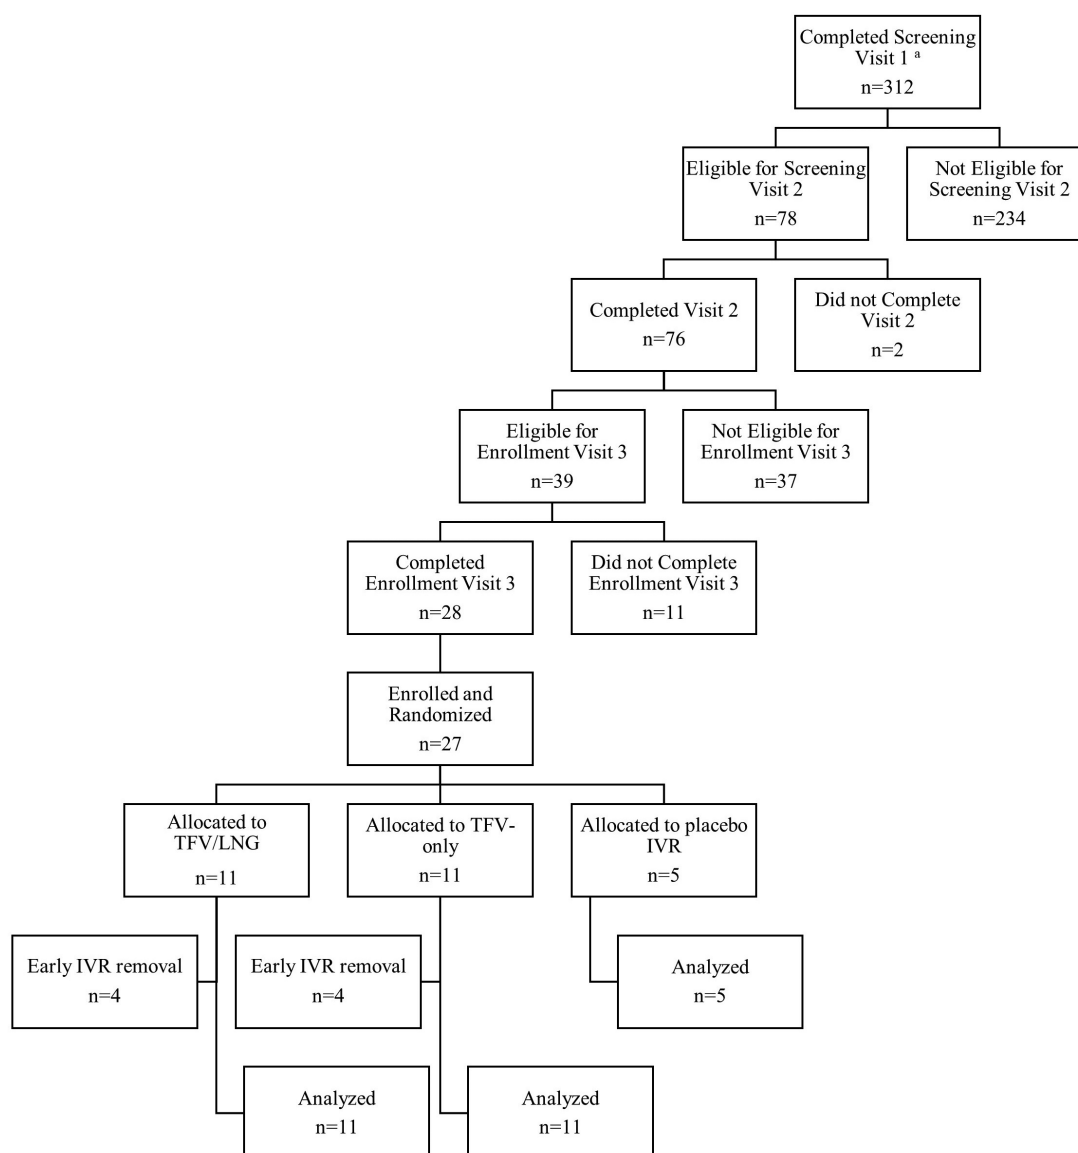 Completed Screening
Visit 1 ᵃ
n=312
Eligible for Screening
Visit 2
n=78
Not Eligible for
Screening Visit 2
n=234
Completed Visit 2
n=76
Did not Complete
Visit 2
n=2
Eligible for
Enrollment Visit 3
n=39
Not Eligible for
Enrollment Visit 3
n=37
Completed
Enrollment Visit 3
n=28
Did not Complete
Enrollment Visit 3
n=11
Enrolled and
Randomized
n=27
Allocated to
TFV/LNG
n=11
Allocated to TFV-
only
n=11
Allocated to placebo
IVR
n=5
Early IVR removal
n=4
Early IVR removal
n=4
Analyzed
n=5
Analyzed
n=11
Analyzed
n=11